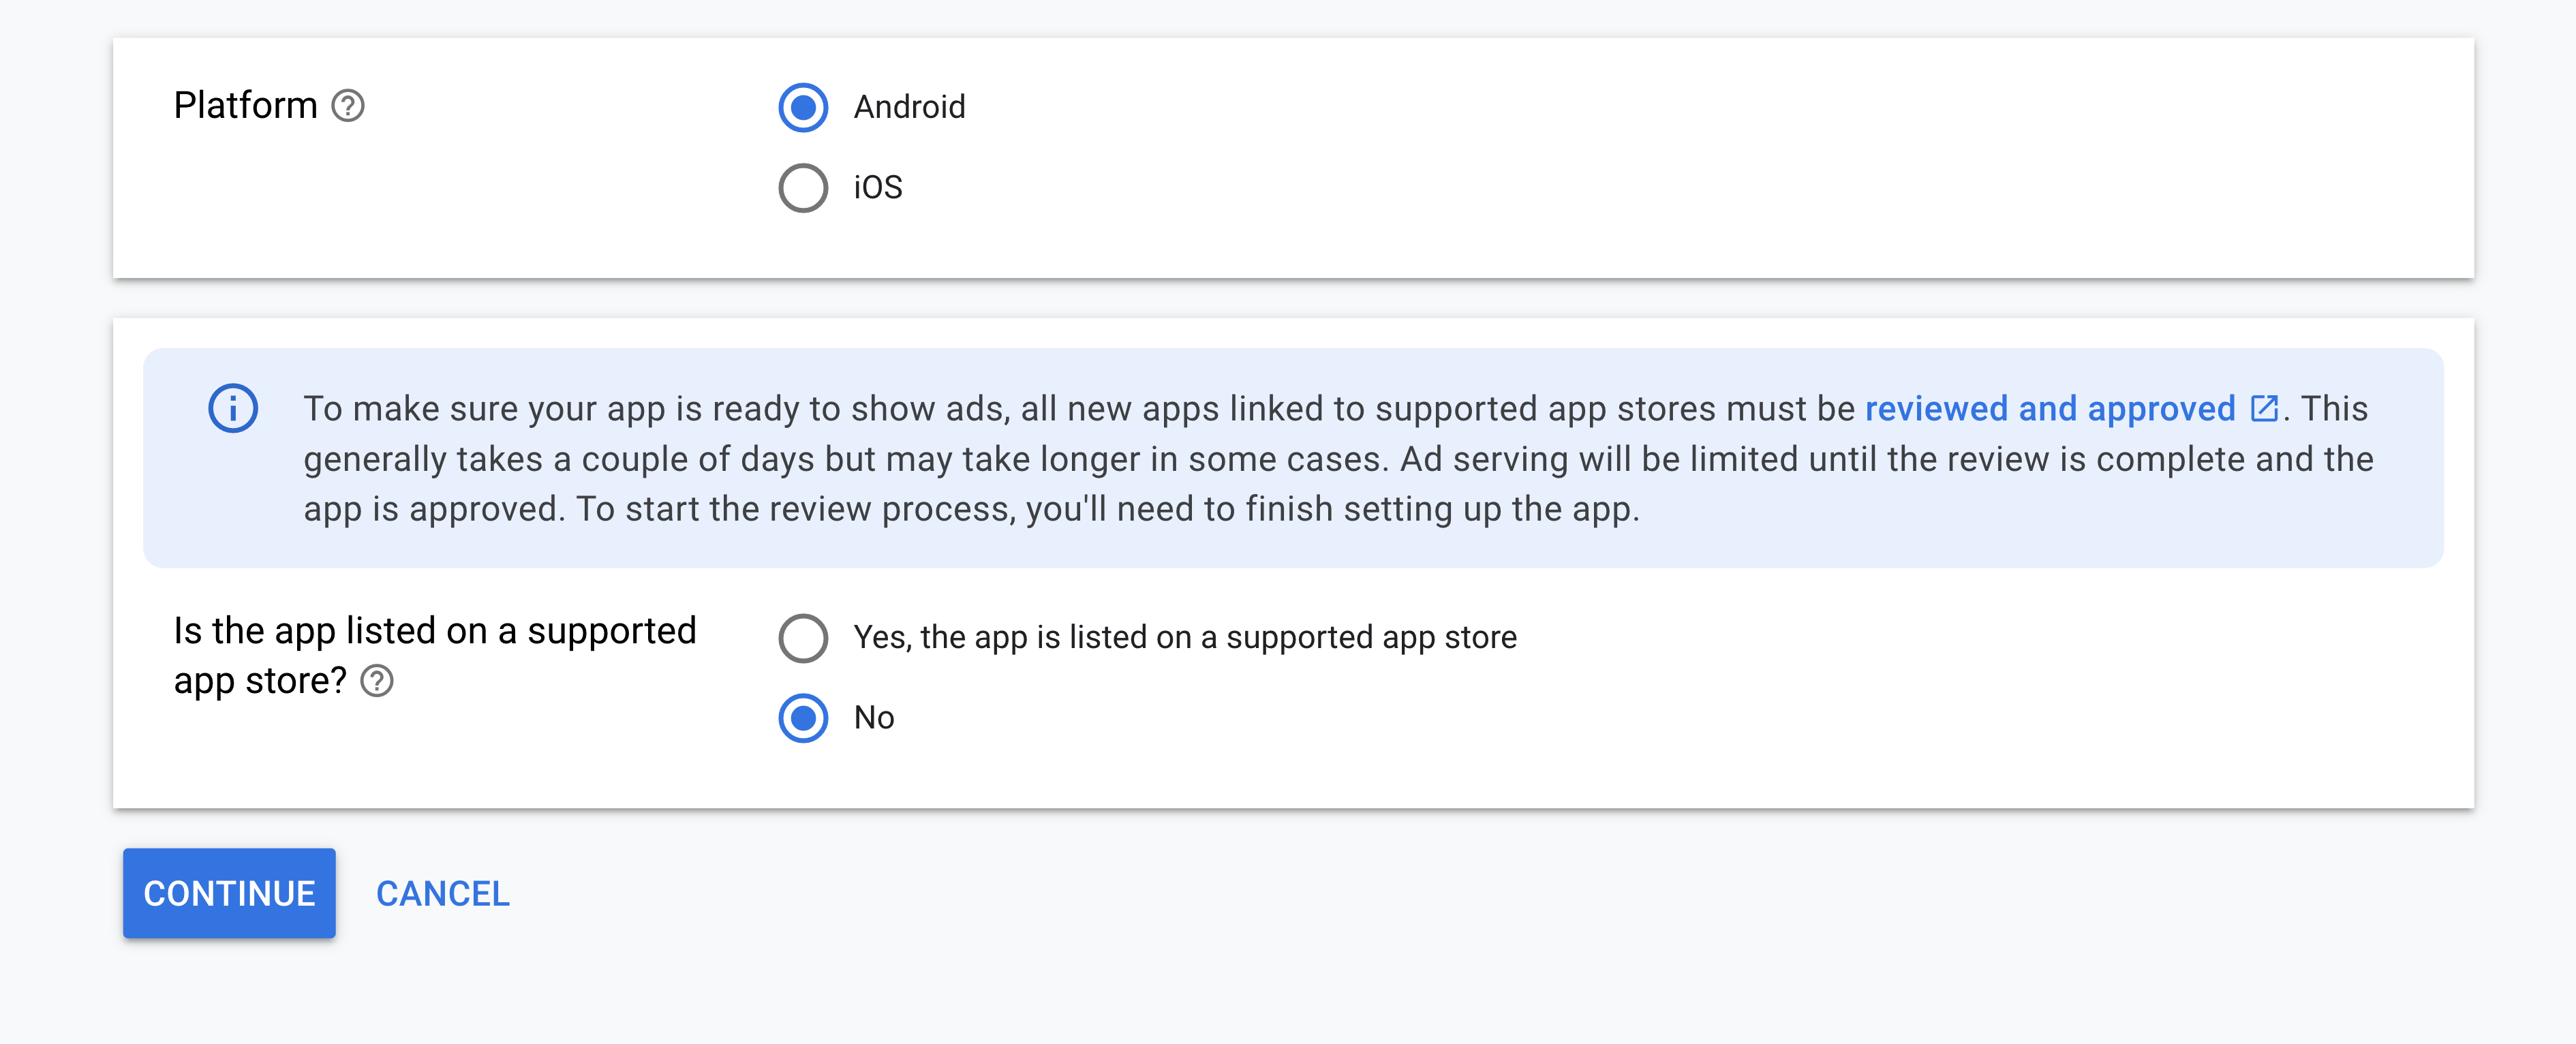 Platform
Android
iOS
To make sure your app is ready to show ads, all new apps linked to supported app stores must be reviewed and approved. This
generally takes a couple of days but may take longer in some cases. Ad serving will be limited until the review is complete and the
app is approved. To start the review process, you'll need to finish setting up the app.
Is the app listed on a supported
app store?
Yes, the app is listed on a supported app store
No
CONTINUE
CANCEL